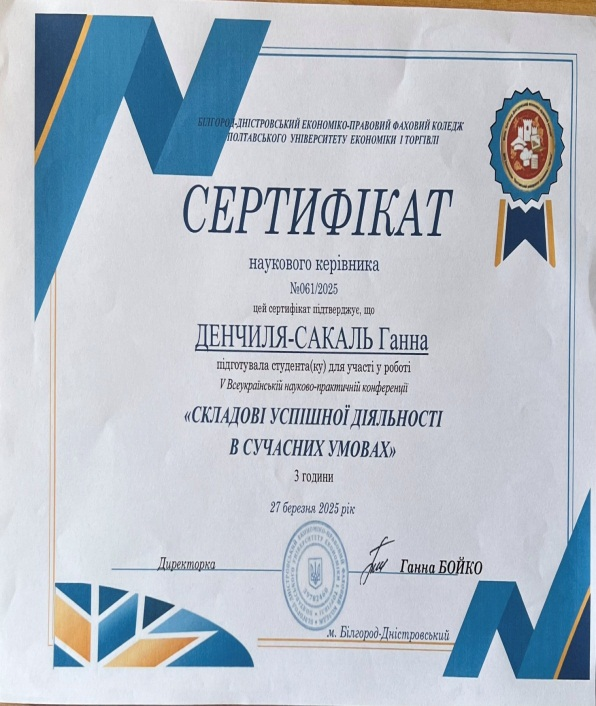 БІЛГОРОД-ДНІСТРОВСЬКИЙ ЕКОНОМІКО-ПРАВОВИЙ ФАХОВИЙ КОЛЕДЖ
ПОЛТАВСЬКОГО УНІВЕРСИТЕТУ ЕКОНОМІКИ І ТОРГІВЛІ
СЕРТИФІКАТ
наукового керівника
№061/2025
цей сертифікат підтверджує, що
ДЕНЧИЛЯ-САКАЛЬ Ганна
підготувала студента(ку) для участі у роботі
V Всеукраїнській науково-практичній конференції
«СКЛАДОВІ УСПІШНОЇ ДІЯЛЬНОСТІ
В СУЧАСНИХ УМОВАХ»
3 години
27 березня 2025 рік
Директорка Ганна БОЙКО
м. Білгород-Дністровський